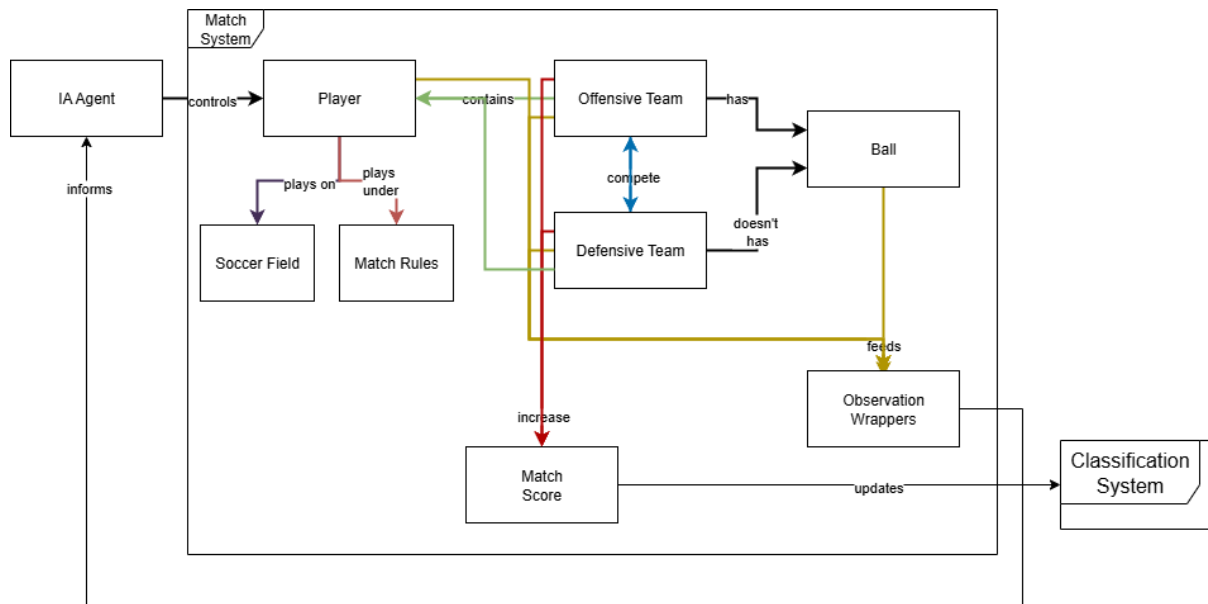 Match
System
IA Agent
controls
Player
contains
Offensive Team
has
Ball
informs
plays on
plays
under
compete
doesn't
has
Soccer Field
Match Rules
Defensive Team
feeds
Observation
Wrappers
increase
Match
Score
updates
Classification
System